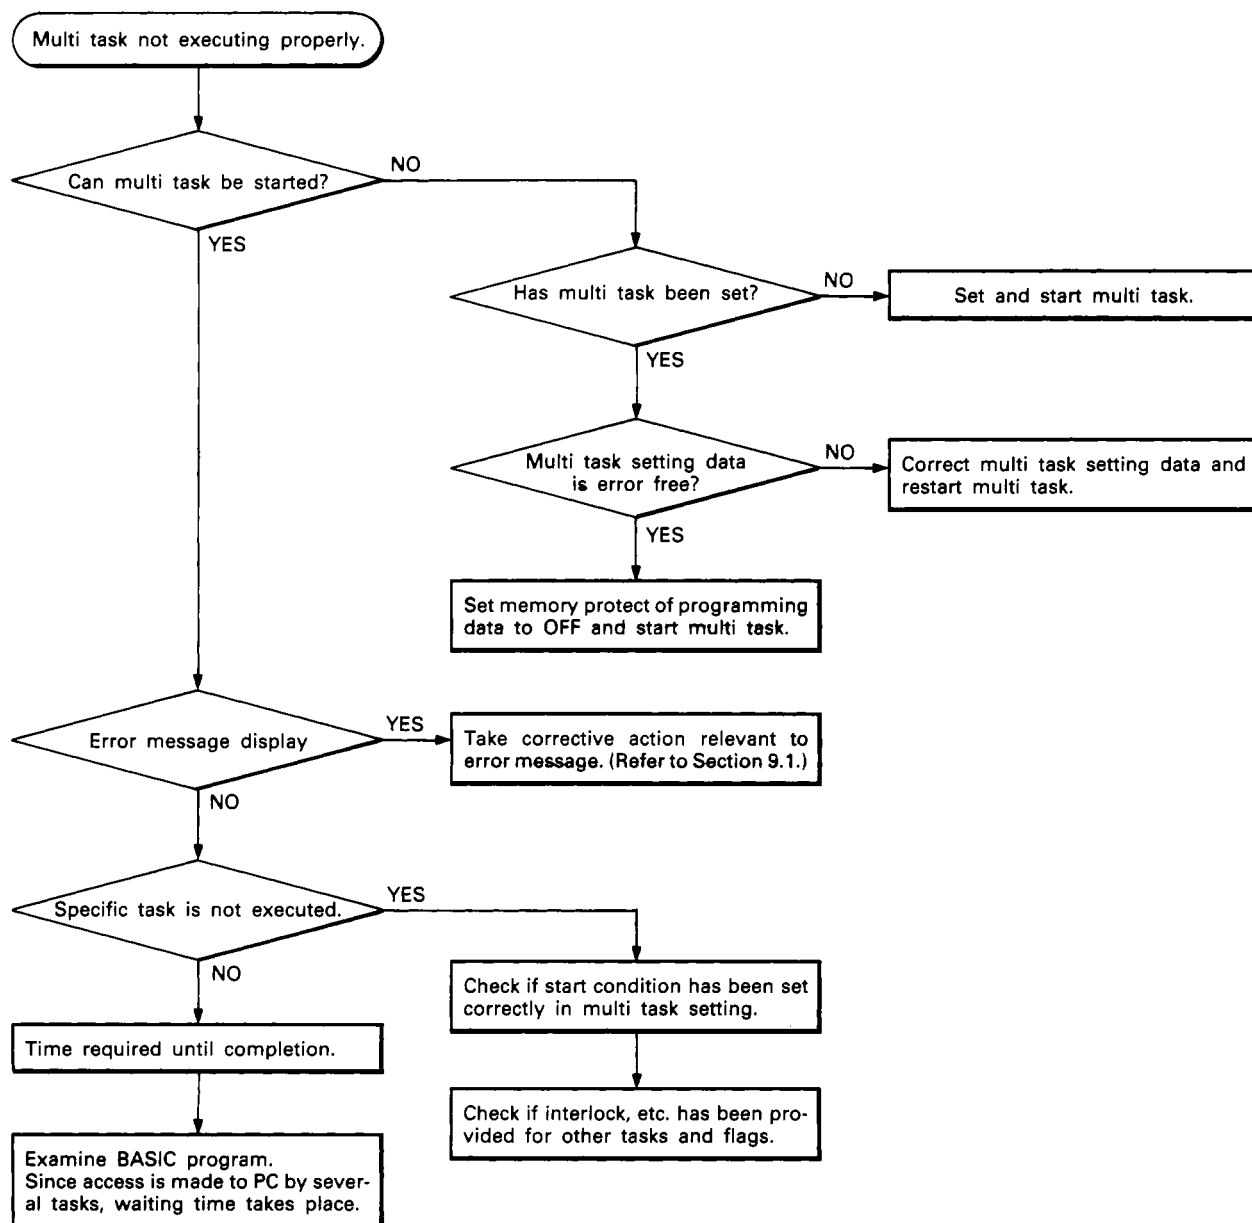 Multi task not executing properly.
Can multi task be started?
NO
YES
Has multi task been set?
NO
Set and start multi task.
YES
Multi task setting data
is error free?
NO
Correct multi task setting data and
restart multi task.
YES
Set memory protect of programming
data to OFF and start multi task.
Error message display
YES
Take corrective action relevant to
error message. (Refer to Section 9.1.)
NO
Specific task is not executed.
YES
NO
Check if start condition has been set
correctly in multi task setting.
Time required until completion.
Check if interlock, etc. has been pro-
vided for other tasks and flags.
Examine BASIC program.
Since access is made to PC by sever-
al tasks, waiting time takes place.